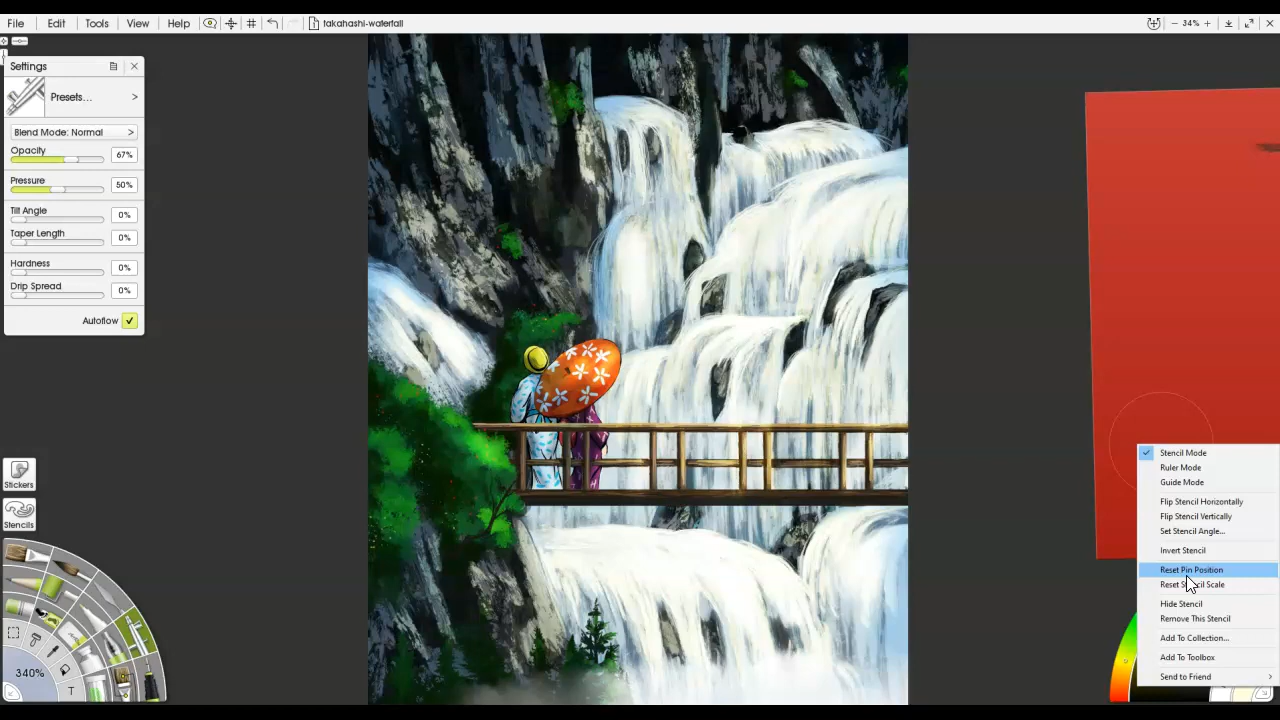 File Edit Tools View Help takahashi-waterfall 34%
Settings
Presets...
Blend Mode: Normal
Opacity 67%
Pressure 50%
Tilt Angle 0%
Taper Length 0%
Hardness 0%
Drip Spread 0%
Autoflow
Stickers
Stencils
340%
T
Stencil Mode
Ruler Mode
Guide Mode
Flip Stencil Horizontally
Flip Stencil Vertically
Set Stencil Angle...
Invert Stencil
Reset Pin Position
Reset Stencil Scale
Hide Stencil
Remove This Stencil
Add To Collection...
Add To Toolbox
Send to Friend